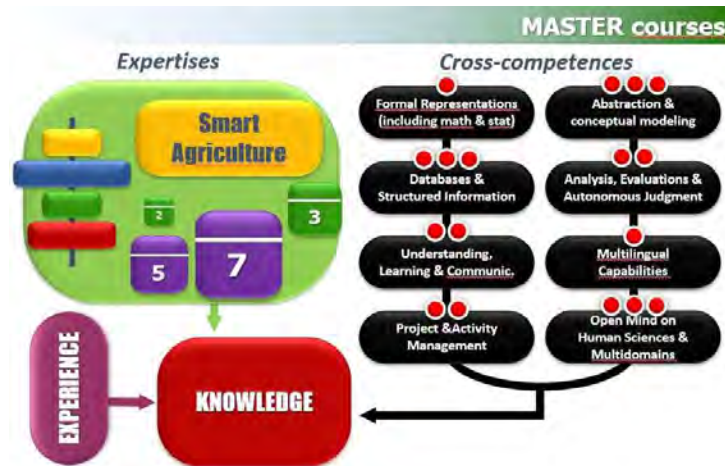 MASTER courses
Expertises
Cross-competences
Smart
Agriculture
2
3
5
7
EXPERIENCE
KNOWLEDGE
Formal Representations
(including math & stat)
Databases &
Structured Information
Understanding,
Learning & Communic.
Project &Activity
Management
Abstraction &
conceptual modeling
Analysis, Evaluations &
Autonomous Judgment
Multilingual
Capabilities
Open Mind on
Human Sciences &
Multidomains